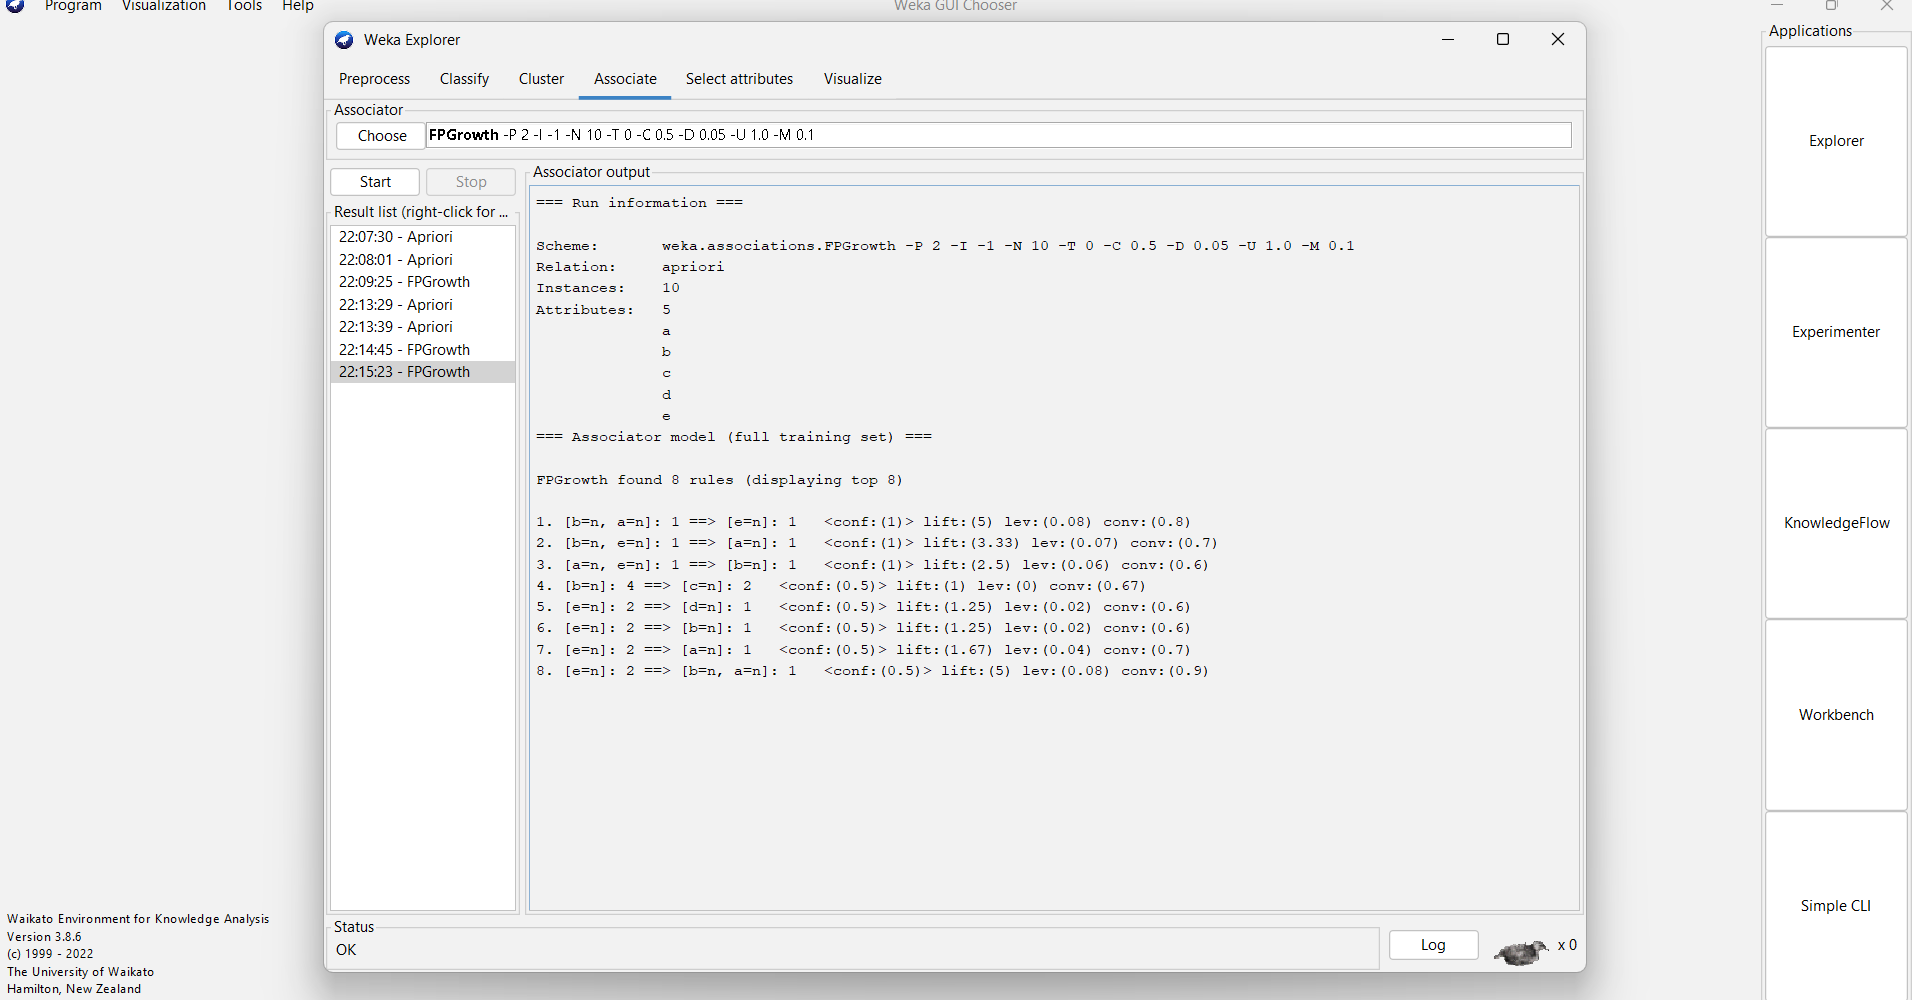 Program Visualization Tools Help
Weka GUI Chooser
Applications
Explorer
Experimenter
KnowledgeFlow
Workbench
Simple CLI
Weka Explorer
Preprocess Classify Cluster Associate Select attributes Visualize
Associator
Choose FPGrowth -P 2 -I -1 -N 10 -T 0 -C 0.5 -D 0.05 -U 1.0 -M 0.1
Start Stop
Result list (right-click for ...
22:07:30 - Apriori
22:08:01 - Apriori
22:09:25 - FPGrowth
22:13:29 - Apriori
22:13:39 - Apriori
22:14:45 - FPGrowth
22:15:23 - FPGrowth
Associator output
=== Run information ===
Scheme: weka.associations.FPGrowth -P 2 -I -1 -N 10 -T 0 -C 0.5 -D 0.05 -U 1.0 -M 0.1
Relation: apriori
Instances: 10
Attributes: 5
a
b
c
d
e
=== Associator model (full training set) ===
FPGrowth found 8 rules (displaying top 8)
1. [b=n, a=n]: 1 ==> [e=n]: 1 <conf:(1)> lift:(5) lev:(0.08) conv:(0.8)
2. [b=n, e=n]: 1 ==> [a=n]: 1 <conf:(1)> lift:(3.33) lev:(0.07) conv:(0.7)
3. [a=n, e=n]: 1 ==> [b=n]: 1 <conf:(1)> lift:(2.5) lev:(0.06) conv:(0.6)
4. [b=n]: 4 ==> [c=n]: 2 <conf:(0.5)> lift:(1) lev:(0) conv:(0.67)
5. [e=n]: 2 ==> [d=n]: 1 <conf:(0.5)> lift:(1.25) lev:(0.02) conv:(0.6)
6. [e=n]: 2 ==> [b=n]: 1 <conf:(0.5)> lift:(1.25) lev:(0.02) conv:(0.6)
7. [e=n]: 2 ==> [a=n]: 1 <conf:(0.5)> lift:(1.67) lev:(0.04) conv:(0.7)
8. [e=n]: 2 ==> [b=n, a=n]: 1 <conf:(0.5)> lift:(5) lev:(0.08) conv:(0.9)
Status
OK
Log
x 0
Waikato Environment for Knowledge Analysis
Version 3.8.6
(c) 1999 - 2022
The University of Waikato
Hamilton, New Zealand